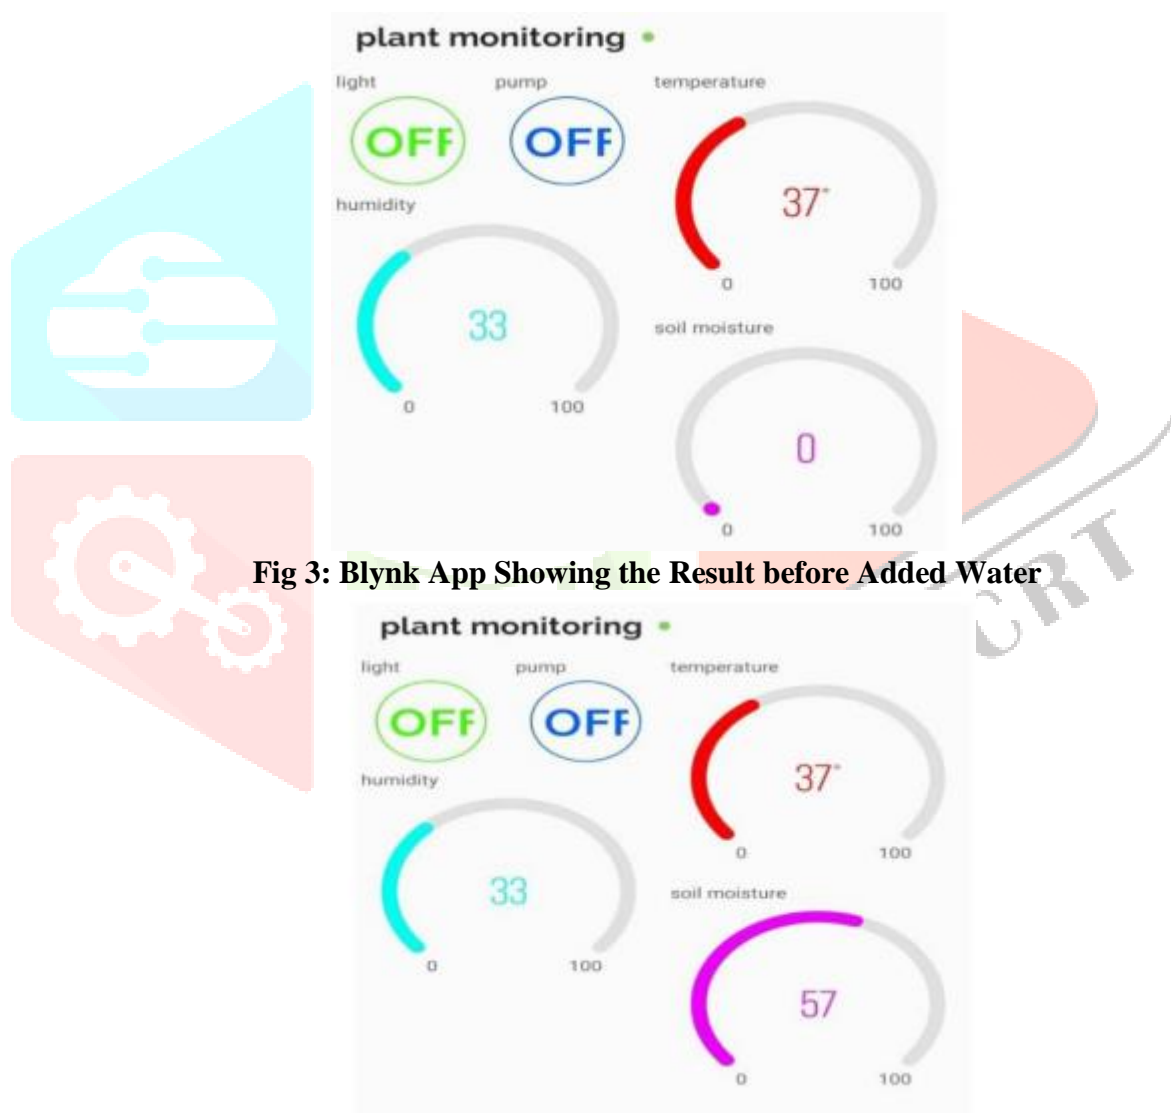 plant monitoring
light pump temperature
OFF OFF
37°
humidity
0 100
33
soil moisture
0 100
0
0 100
Fig 3: Blynk App Showing the Result before Added Water
CRT
plant monitoring
light pump temperature
OFF OFF
37°
humidity
0 100
33
soil moisture
0 100
57
0 100